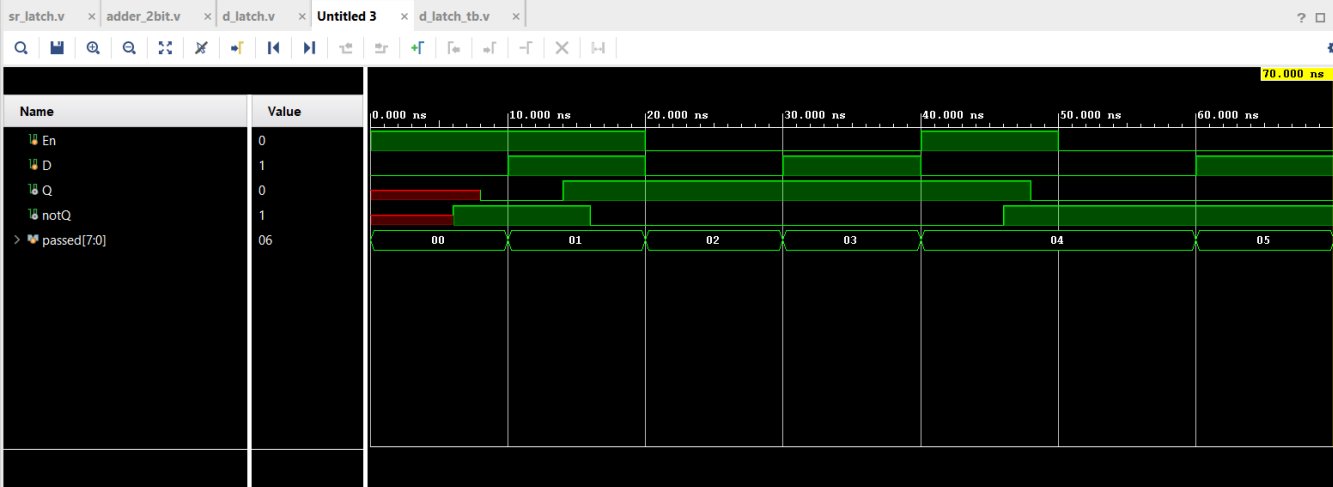 sr_latch.v × adder_2bit.v × d_latch.v × Untitled 3 × d_latch_tb.v × ?
70.000 ns
Name Value
0.000 ns 10.000 ns 20.000 ns 30.000 ns 40.000 ns 50.000 ns 60.000 ns
En 0
D 1
Q 0
notQ 1
passed[7:0] 06 00 01 02 03 04 05